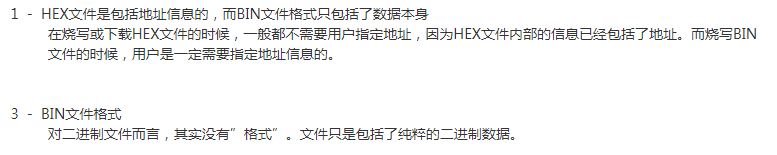 1 - HEX文件是包括地址信息的，而BIN文件格式只包括了数据本身
在烧写或下载HEX文件的时候，一般都不需要用户指定地址，因为HEX文件内部的信息已经包括了地址。而烧写BIN
文件的时候，用户是一定需要指定地址信息的。
3 - BIN文件格式
对二进制文件而言，其实没有”格式”。文件只是包括了纯粹的二进制数据。